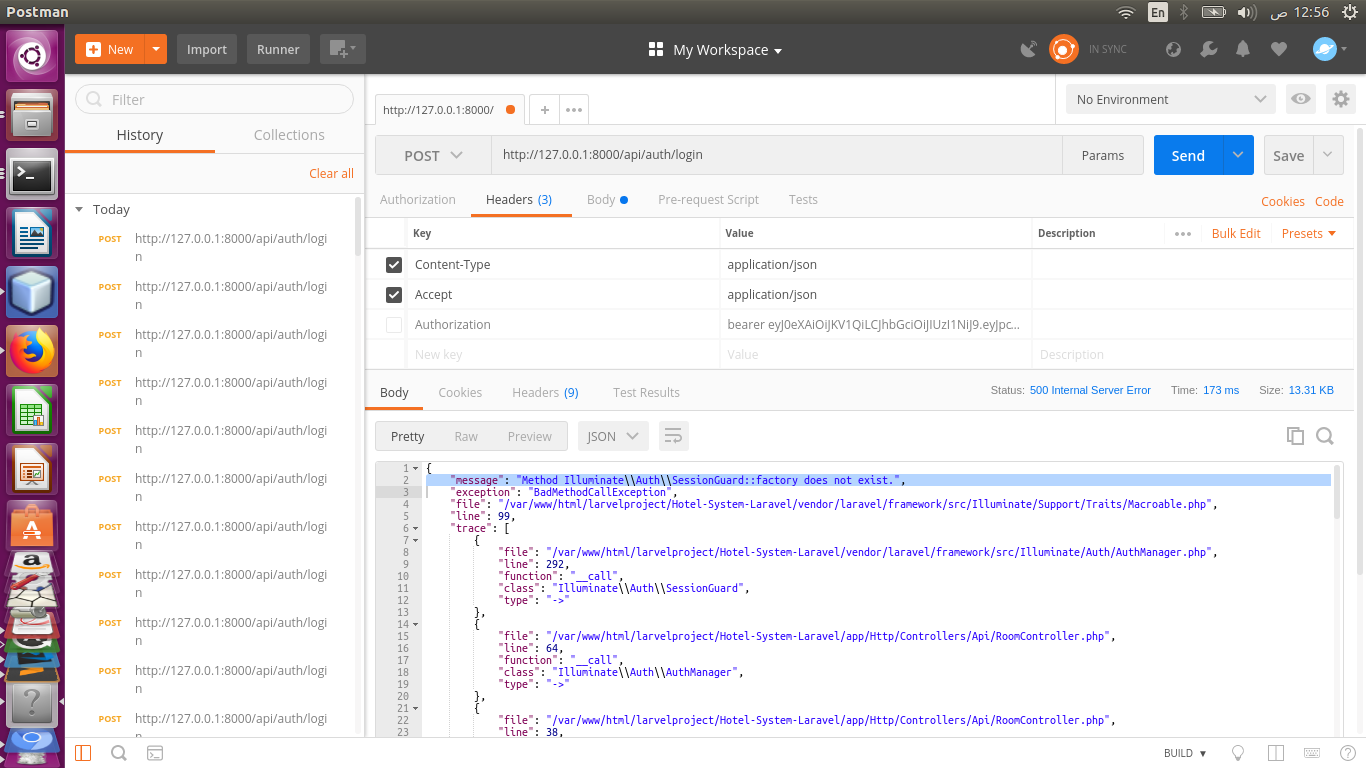 Postman
En
ص 12:56
New
Import
Runner
My Workspace
IN SYNC
Filter
History
Collections
Clear all
Today
POST http://127.0.0.1:8000/api/auth/logi
n
POST http://127.0.0.1:8000/api/auth/logi
n
POST http://127.0.0.1:8000/api/auth/logi
n
POST http://127.0.0.1:8000/api/auth/logi
n
POST http://127.0.0.1:8000/api/auth/logi
n
POST http://127.0.0.1:8000/api/auth/logi
n
POST http://127.0.0.1:8000/api/auth/logi
n
POST http://127.0.0.1:8000/api/auth/logi
n
POST http://127.0.0.1:8000/api/auth/logi
n
POST http://127.0.0.1:8000/api/auth/logi
n
POST http://127.0.0.1:8000/api/auth/logi
http://127.0.0.1:8000/
No Environment
POST http://127.0.0.1:8000/api/auth/login Params Send Save
Authorization Headers (3) Body Pre-request Script Tests Cookies Code
Key Value Description Bulk Edit Presets
Content-Type application/json
Accept application/json
Authorization bearer eyJ0eXAiOiJKV1QiLCJhbGciOiJIUzI1NiJ9.eyJpc...
New key Value Description
Body Cookies Headers (9) Test Results Status: 500 Internal Server Error Time: 173 ms Size: 13.31 KB
Pretty Raw Preview JSON
1 {
2 "message": "Method Illuminate\\Auth\\SessionGuard::factory does not exist.",
3 "exception": "BadMethodCallException",
4 "file": "/var/www/html/larvelproject/Hotel-System-Laravel/vendor/laravel/framework/src/Illuminate/Support/Traits/Macroable.php",
5 "line": 99,
6 "trace": [
7 {
8 "file": "/var/www/html/larvelproject/Hotel-System-Laravel/vendor/laravel/framework/src/Illuminate/Auth/AuthManager.php",
9 "line": 292,
10 "function": "__call",
11 "class": "Illuminate\\Auth\\SessionGuard",
12 "type": "->"
13 },
14 {
15 "file": "/var/www/html/larvelproject/Hotel-System-Laravel/app/Http/Controllers/Api/RoomController.php",
16 "line": 64,
17 "function": "__call",
18 "class": "Illuminate\\Auth\\AuthManager",
19 "type": "->"
20 },
21 {
22 "file": "/var/www/html/larvelproject/Hotel-System-Laravel/app/Http/Controllers/Api/RoomController.php",
23 "line": 38,
BUILD